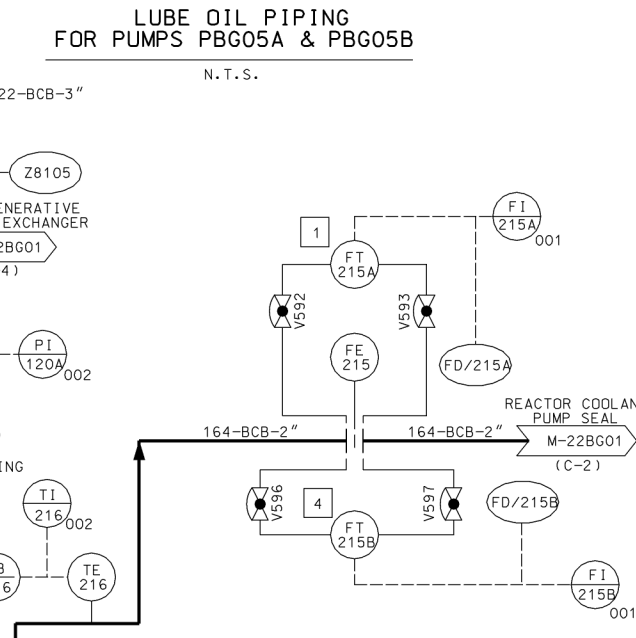 LUBE OIL PIPING
FOR PUMPS PBG05A & PBG05B
N.T.S.
22-BCB-3"
Z8105
ENERATIVE
EXCHANGER
2BG01
4)
FI
215A
001
1
FT
215A
V592
V593
PI
120A
002
FE
215
FD/215A
REACTOR COOLAN
PUMP SEAL
164-BCB-2"
164-BCB-2"
M-22BG01
(C-2)
ING
TI
216
002
V596
4
V597
FD/215B
FT
215B
B
6
TE
216
FI
215B
001